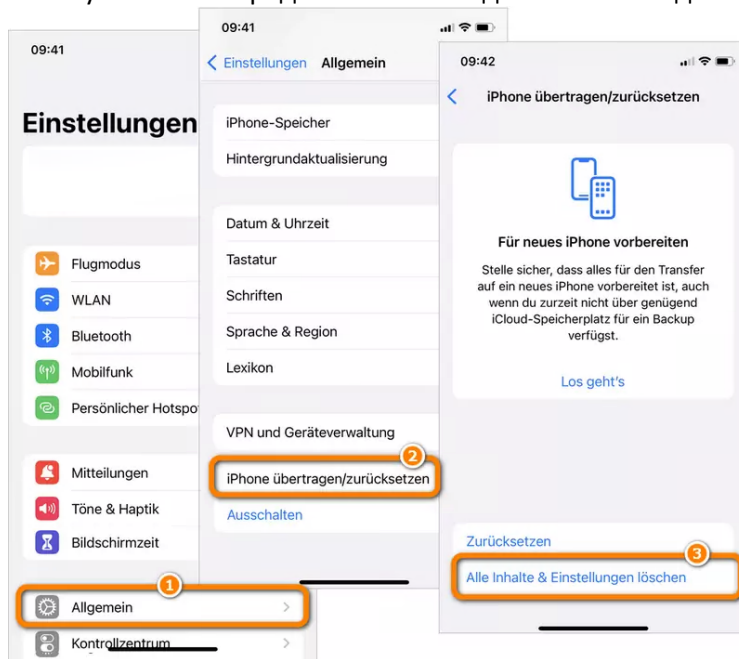 09:41
Einstellungen
Flugmodus
WLAN
Bluetooth
Mobilfunk
Persönlicher Hotspo
Mitteilungen
Töne & Haptik
Bildschirmzeit
1
Allgemein
Kontrollzentrum
09:41
Einstellungen Allgemein
iPhone-Speicher
Hintergrundaktualisierung
Datum & Uhrzeit
Tastatur
Schriften
Sprache & Region
Lexikon
VPN und Geräteverwaltung
2
iPhone übertragen/zurücksetzen
Ausschalten
09:42
iPhone übertragen/zurücksetzen
Für neues iPhone vorbereiten
Stelle sicher, dass alles für den Transfer
auf ein neues iPhone vorbereitet ist, auch
wenn du zurzeit nicht über genügend
iCloud-Speicherplatz für ein Backup
verfügst.
Los geht's
Zurücksetzen
3
Alle Inhalte & Einstellungen löschen